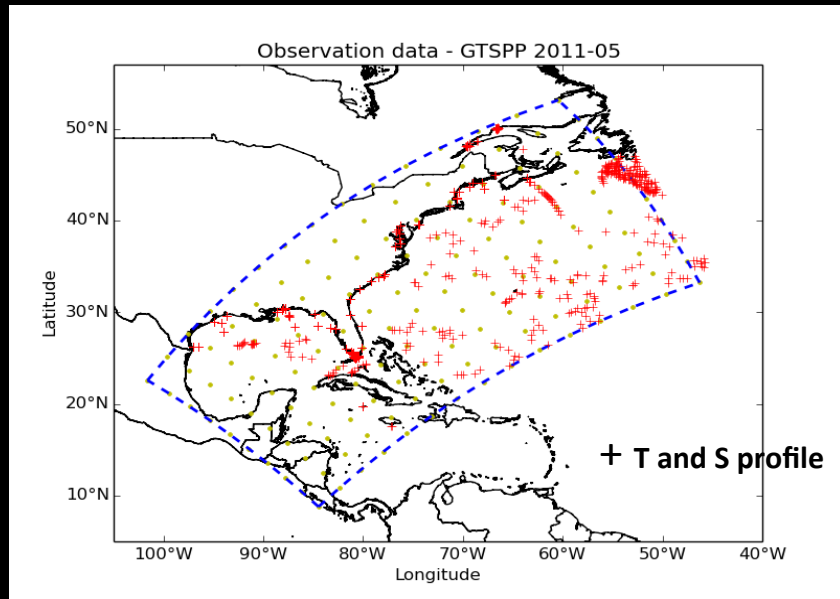 Observation data - GTSPP 2011-05
50°N
40°N
30°N
20°N
10°N
Latitude
+ T and S profile
100°W 90°W 80°W 70°W 60°W 50°W 40°W
Longitude